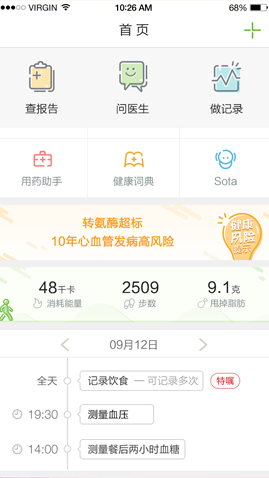 VIRGIN 10:26 AM 68%
首页
查报告 问医生 做记录
用药助手 健康词典 Sota
转氨酶超标
10年心血管发病高风险
健康
风险
48千卡 2509 9.1克
消耗能量 步数 甩掉脂肪
09月12日
全天 记录饮食 — 可记录多次 特嘱
19:30 测量血压
14:00 测量餐后两小时血糖